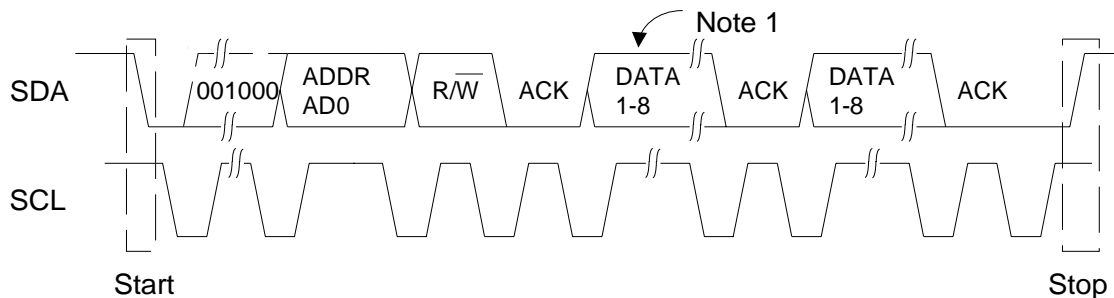 Note 1
SDA
001000
ADDR
AD0
R/W
ACK
DATA
1-8
ACK
DATA
1-8
ACK
SCL
Start
Stop